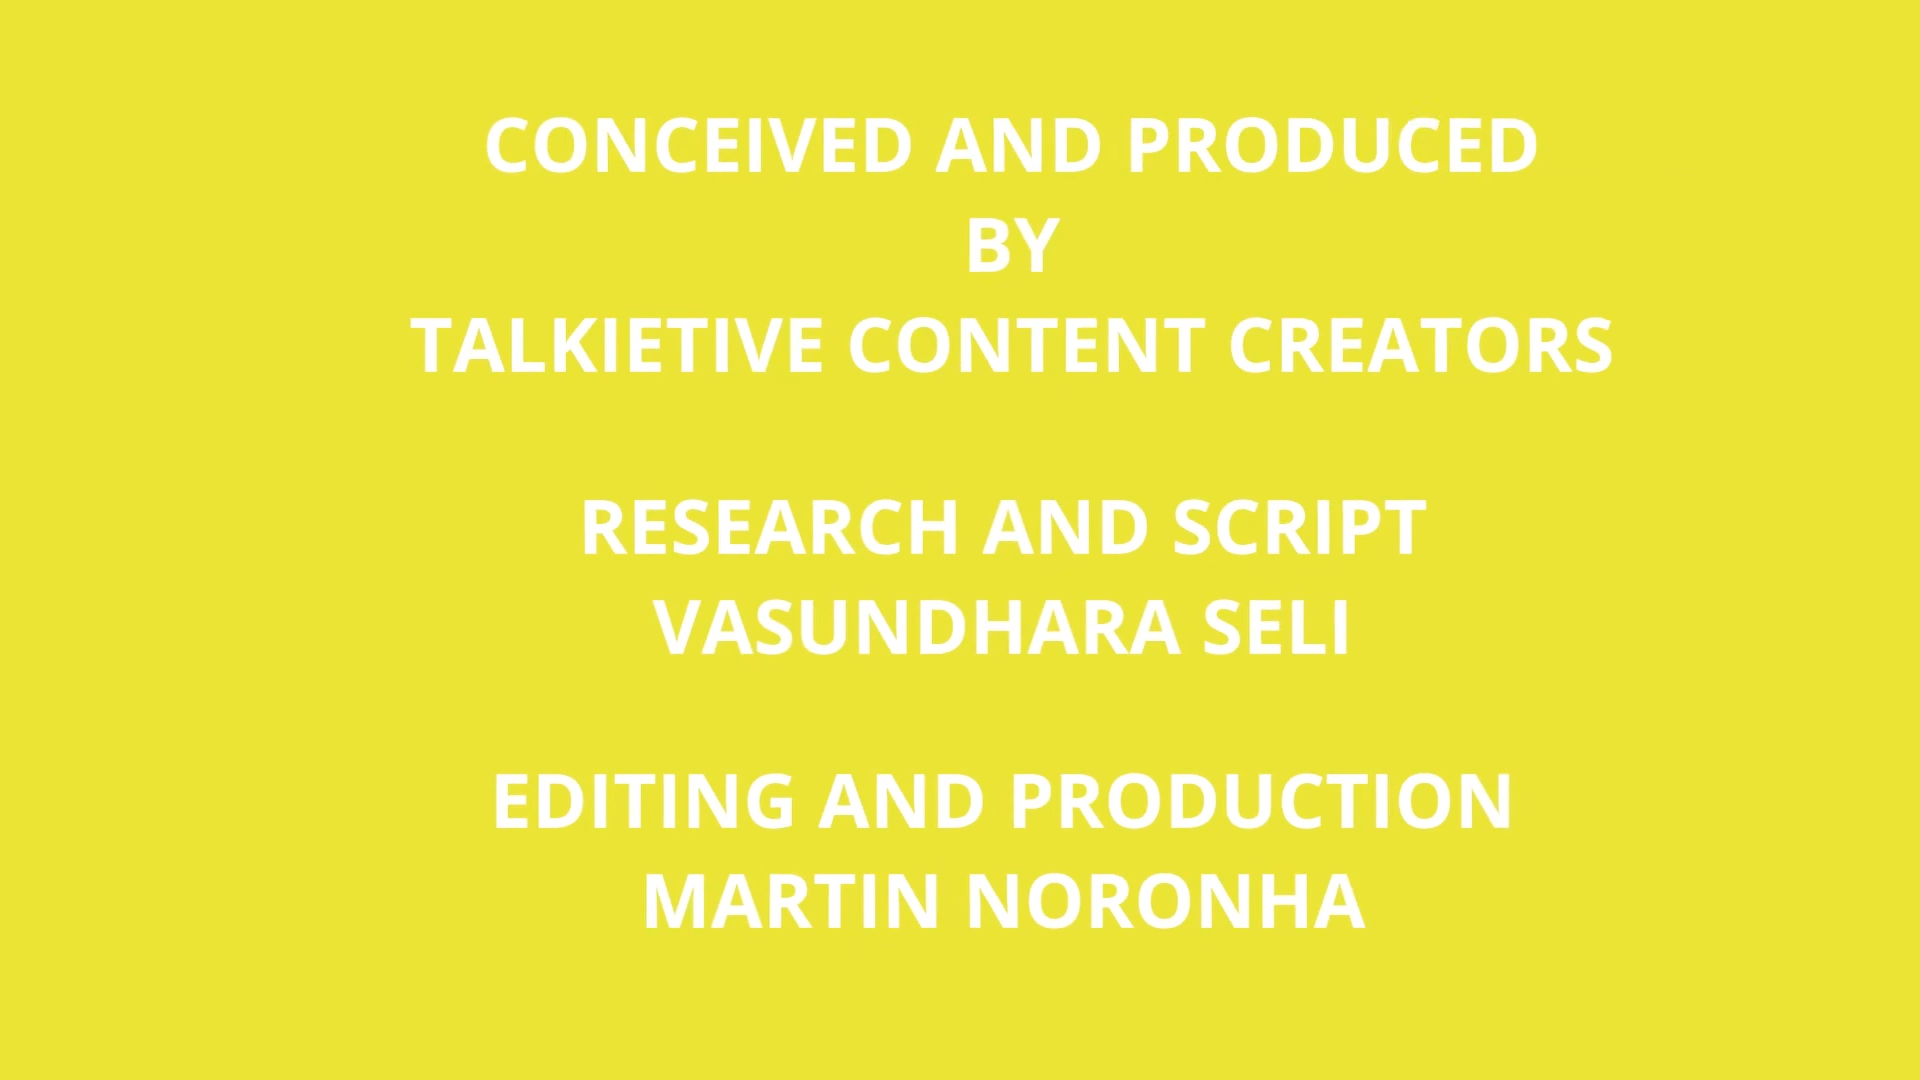 CONCEIVED AND PRODUCED
BY
TALKIETIVE CONTENT CREATORS
RESEARCH AND SCRIPT
VASUNDHARA SELI
EDITING AND PRODUCTION
MARTIN NORONHA